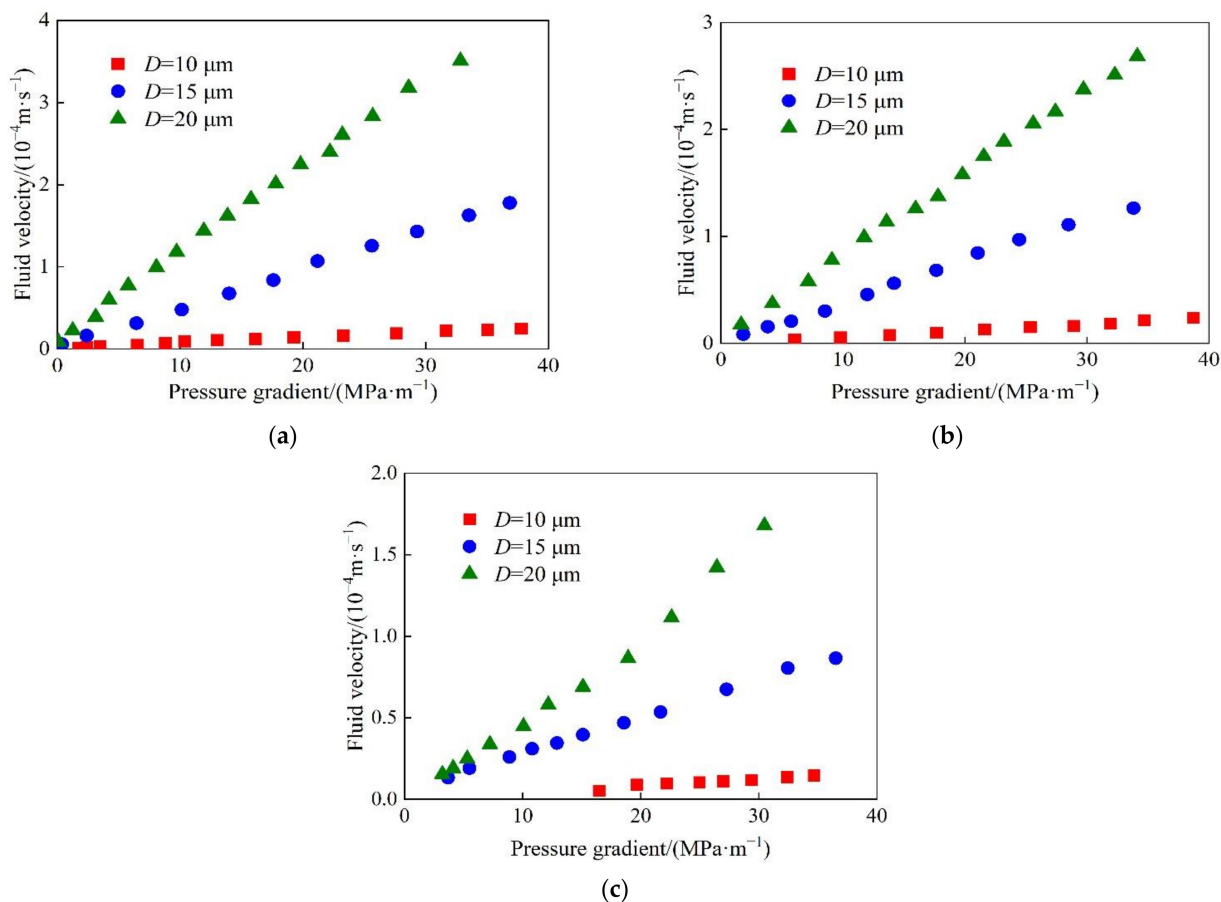 Fluid velocity/(10⁻⁴m·s⁻¹)
4
3
2
1
0
D=10 μm
D=15 μm
D=20 μm
10 20 30 40
Pressure gradient/(MPa·m⁻¹)
(a)
Fluid velocity/(10⁻⁴m·s⁻¹)
3
2
1
0
D=10 μm
D=15 μm
D=20 μm
0 10 20 30 40
Pressure gradient/(MPa·m⁻¹)
(b)
Fluid velocity/(10⁻⁴m·s⁻¹)
2.0
1.5
1.0
0.5
0.0
D=10 μm
D=15 μm
D=20 μm
0 10 20 30 40
Pressure gradient/(MPa·m⁻¹)
(c)